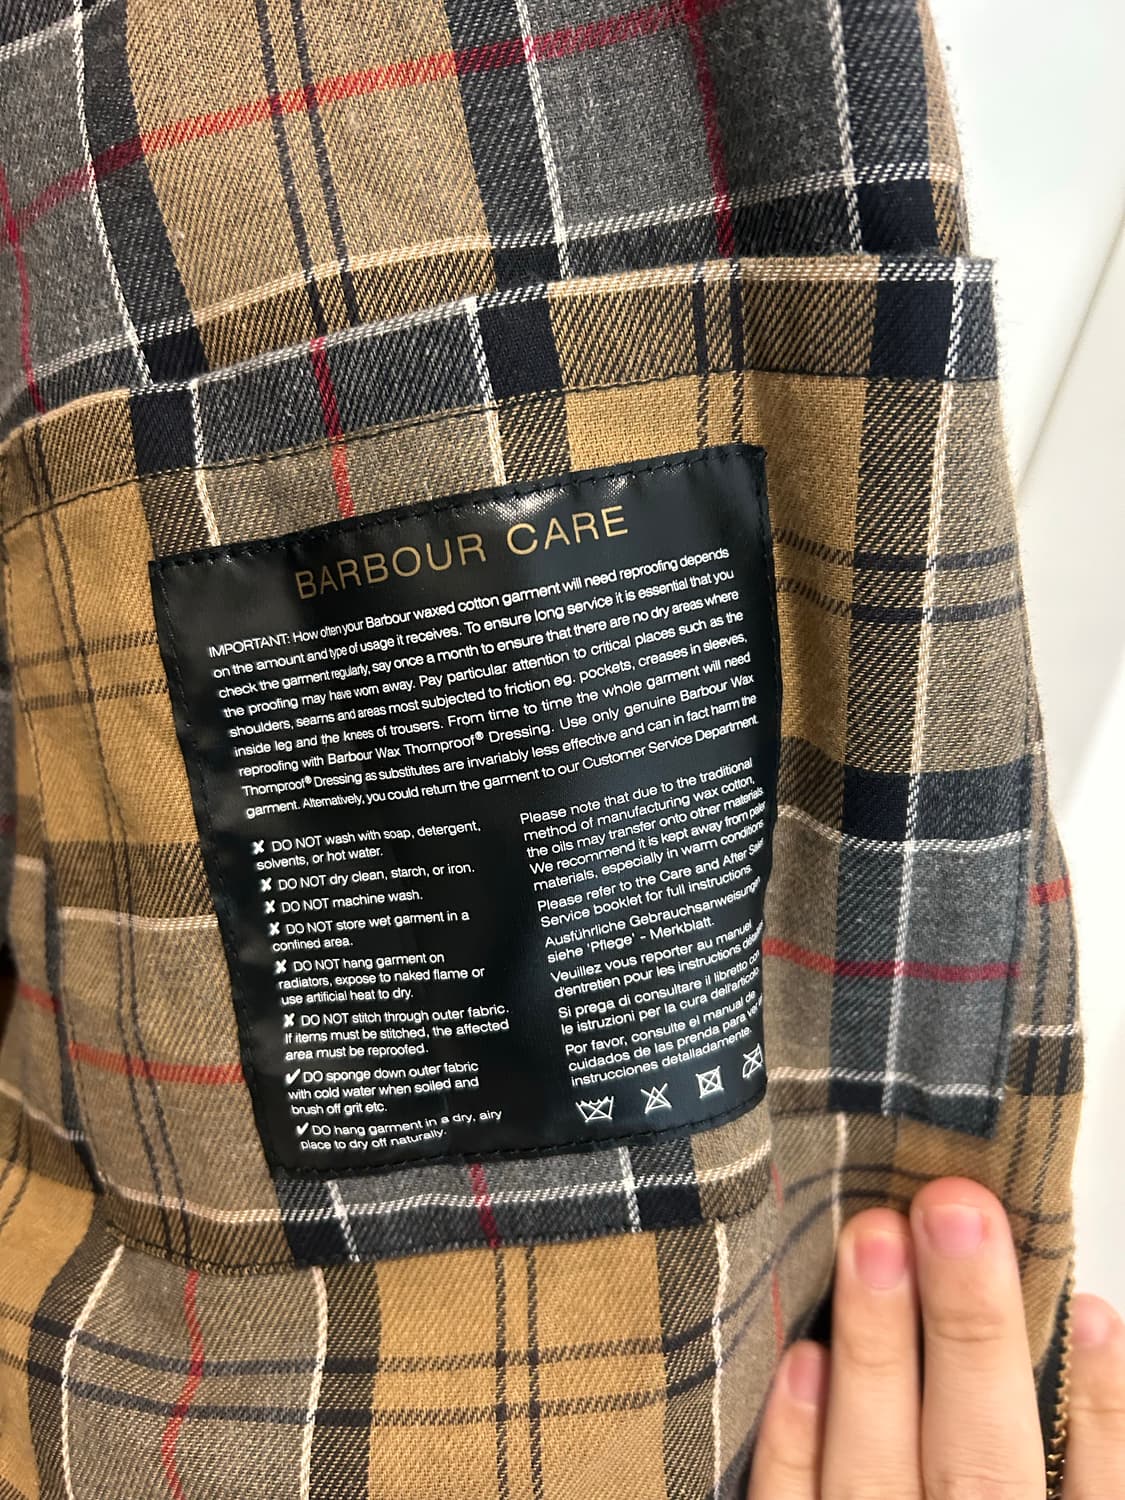 BARBOUR CARE
IMPORTANT: How often your Barbour waxed cotton garment will need reproofing depends
on the amount and type of usage it receives. To ensure long service it is essential that you
check the garment regularly, say once a month to ensure that there are no dry areas where
the proofing may have worn away. Pay particular attention to critical places such as the
shoulders, seams and areas most subjected to friction eg. pockets, creases in sleeves,
inside leg and the knees of trousers. From time to time the whole garment will need
reproofing with Barbour Wax Thornproof® Dressing. Use only genuine Barbour Wax
Thornproof® Dressing as substitutes are invariably less effective and can in fact harm the
garment. Alternatively, you could return the garment to our Customer Service Department.
✘ DO NOT wash with soap, detergent,
solvents, or hot water.
✘ DO NOT dry clean, starch, or iron.
✘ DO NOT machine wash.
✘ DO NOT store wet garment in a
confined area.
✘ DO NOT hang garment on
radiators, expose to naked flame or
use artificial heat to dry.
✘ DO NOT stitch through outer fabric.
If items must be stitched, the affected
area must be reproofed.
✔ DO sponge down outer fabric
with cold water when soiled and
brush off grit etc.
✔ DO hang garment in a dry, airy
place to dry off naturally.
Please note that due to the traditional
method of manufacturing wax cotton,
the oils may transfer onto other materials.
We recommend it is kept away from paler
materials, especially in warm conditions
Please refer to the Care and After Sales
Service booklet for full instructions.
Ausführliche Gebrauchsanweisungen
siehe 'Pflege' - Merkblatt.
Veuillez vous reporter au manuel
d'entretien pour les instructions
Si prega di consultare il libretto con
le istruzioni per la cura dell'articolo
Por favor, consulte el manual de
cuidados de las prenda para ver
instrucciones detalladamente.